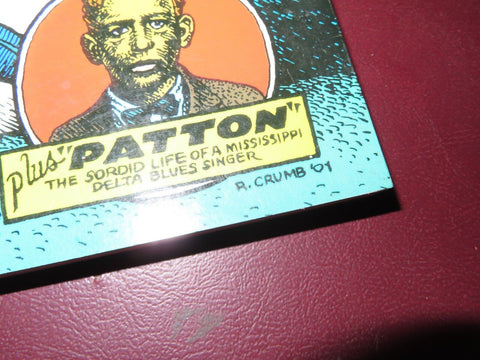 plus "PATTON"
THE SORDID LIFE OF A MISSISSIPPI
DELTA BLUES SINGER
R. CRUMB '01